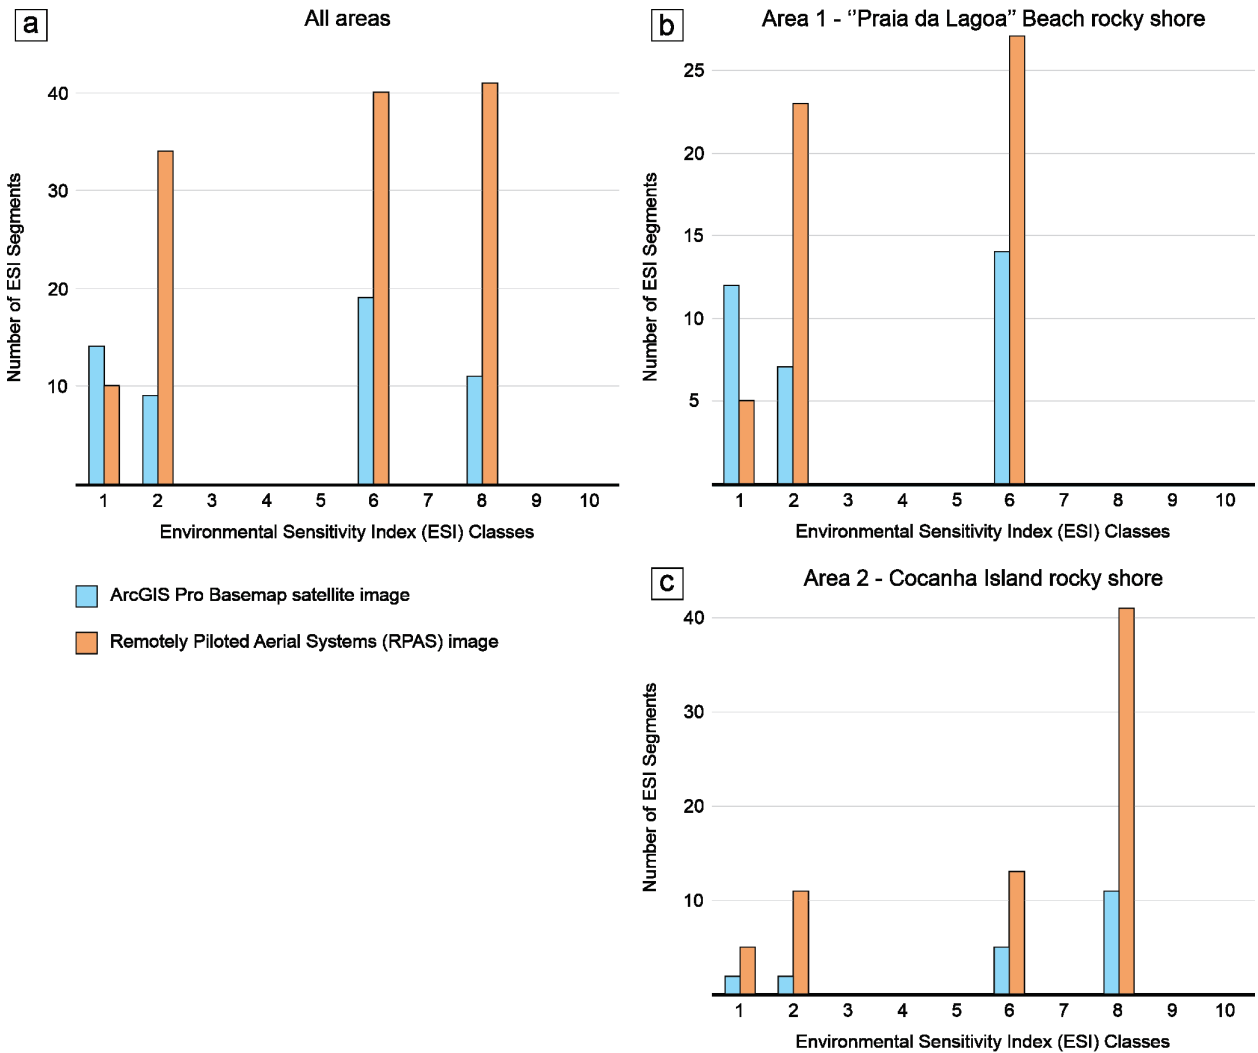 a
All areas
40
30
20
10
Number of ESI Segments
1 2 3 4 5 6 7 8 9 10
Environmental Sensitivity Index (ESI) Classes
ArcGIS Pro Basemap satellite image
Remotely Piloted Aerial Systems (RPAS) image
b
Area 1 - "Praia da Lagoa" Beach rocky shore
25
20
15
10
5
Number of ESI Segments
1 2 3 4 5 6 7 8 9 10
Environmental Sensitivity Index (ESI) Classes
c
Area 2 - Cocanha Island rocky shore
40
30
20
10
Number of ESI Segments
1 2 3 4 5 6 7 8 9 10
Environmental Sensitivity Index (ESI) Classes